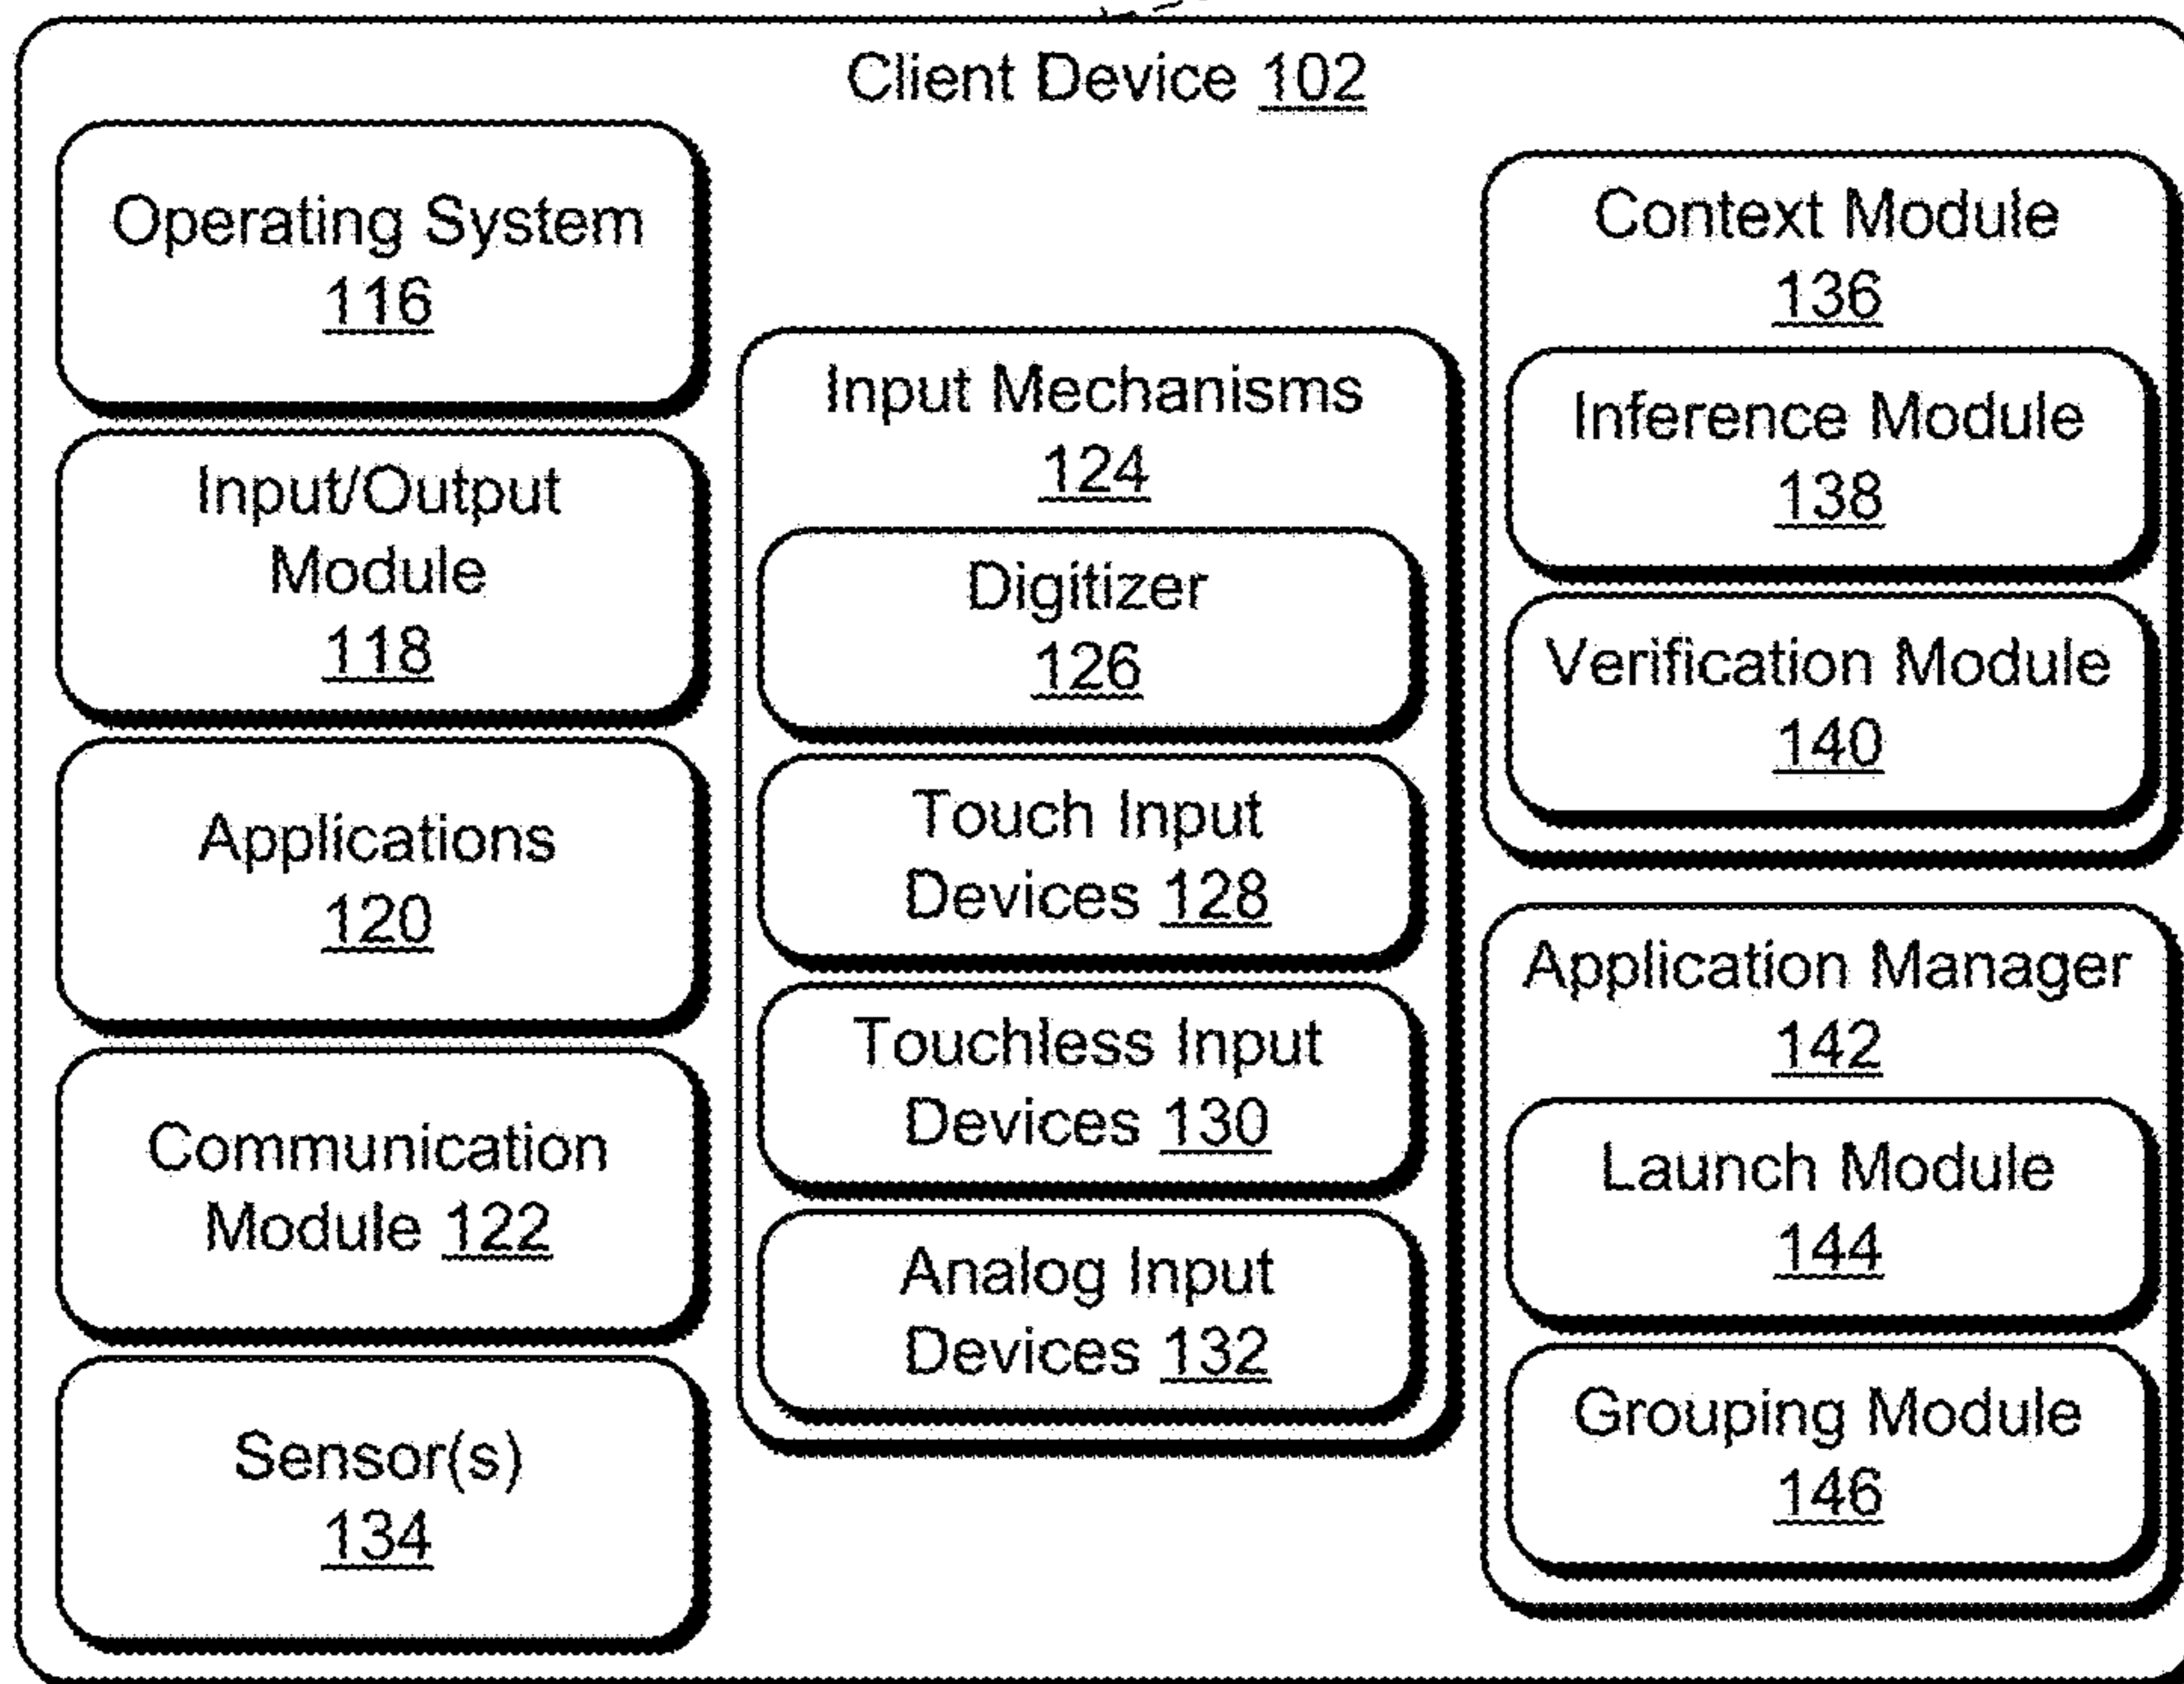 Client Device 102
Operating System
116
Input/Output
Module
118
Applications
120
Communication
Module 122
Sensor(s)
134
Input Mechanisms
124
Digitizer
126
Touch Input
Devices 128
Touchless Input
Devices 130
Analog Input
Devices 132
Context Module
136
Inference Module
138
Verification Module
140
Application Manager
142
Launch Module
144
Grouping Module
146